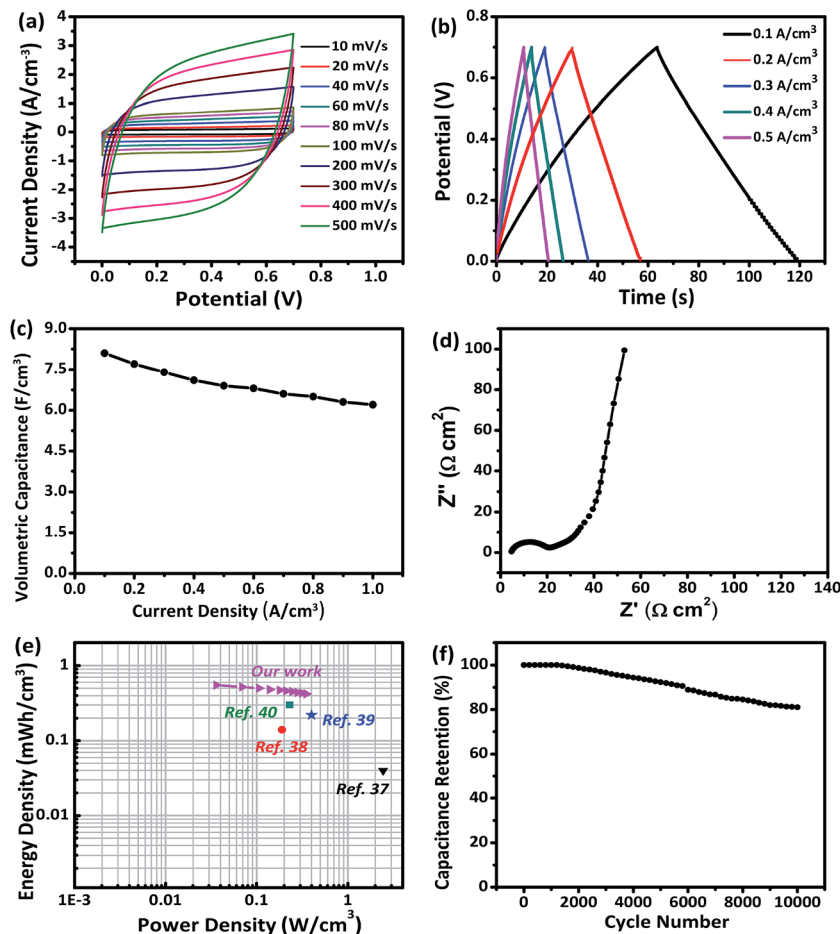 (a)
Current Density (A/cm⁻³)
4
3
2
1
0
-1
-2
-3
-4
0.0 0.2 0.4 0.6 0.8 1.0
Potential (V)
10 mV/s
20 mV/s
40 mV/s
60 mV/s
80 mV/s
100 mV/s
200 mV/s
300 mV/s
400 mV/s
500 mV/s
(b)
Potential (V)
0.8
0.6
0.4
0.2
0.0
0 20 40 60 80 100 120
Time (s)
0.1 A/cm³
0.2 A/cm³
0.3 A/cm³
0.4 A/cm³
0.5 A/cm³
(c)
Volumetric Capacitance (F/cm³)
9.0
7.5
6.0
4.5
3.0
1.5
0.0
0.0 0.2 0.4 0.6 0.8 1.0
Current Density (A/cm³)
(d)
Z'' (Ω cm²)
100
80
60
40
20
0
0 20 40 60 80 100 120 140
Z' (Ω cm²)
(e)
Energy Density (mWh/cm³)
1
0.1
0.01
1E-3 0.01 0.1 1
Power Density (W/cm³)
Our work
Ref. 40
Ref. 39
Ref. 38
Ref. 37
(f)
Capacitance Retention (%)
120
100
80
60
40
20
0
0 2000 4000 6000 8000 10000
Cycle Number